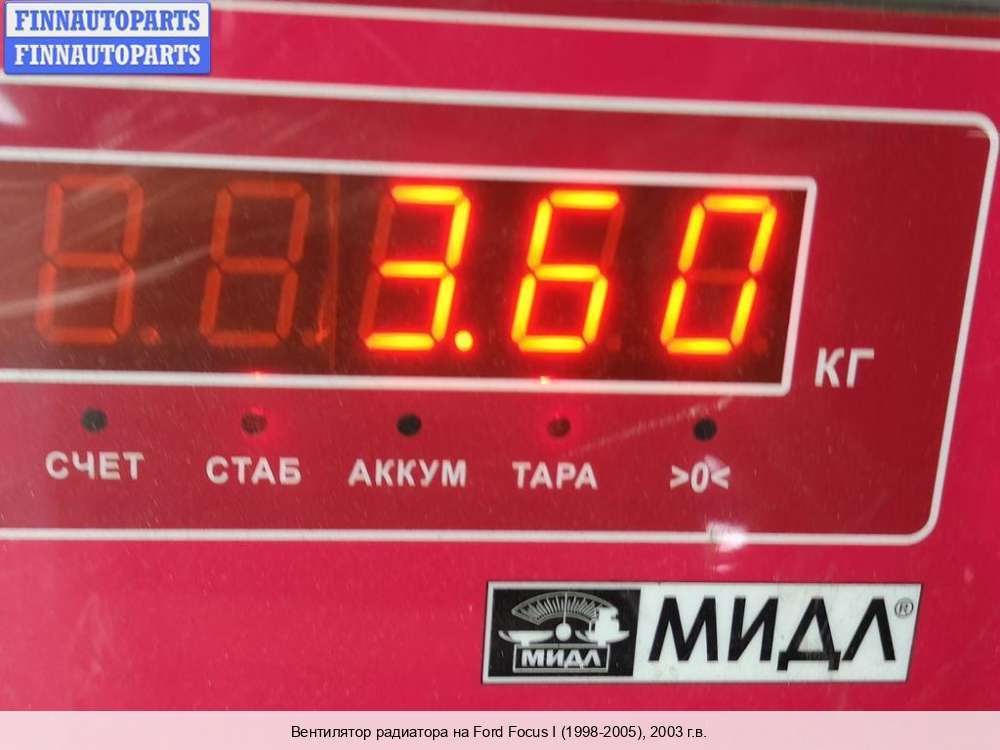 FINNAUTOPARTS
FINNAUTOPARTS
3.60
КГ
СЧЕТ СТАБ АККУМ ТАРА >0<
МИДЛ МИДЛ®
Вентилятор радиатора на Ford Focus I (1998-2005), 2003 г.в.